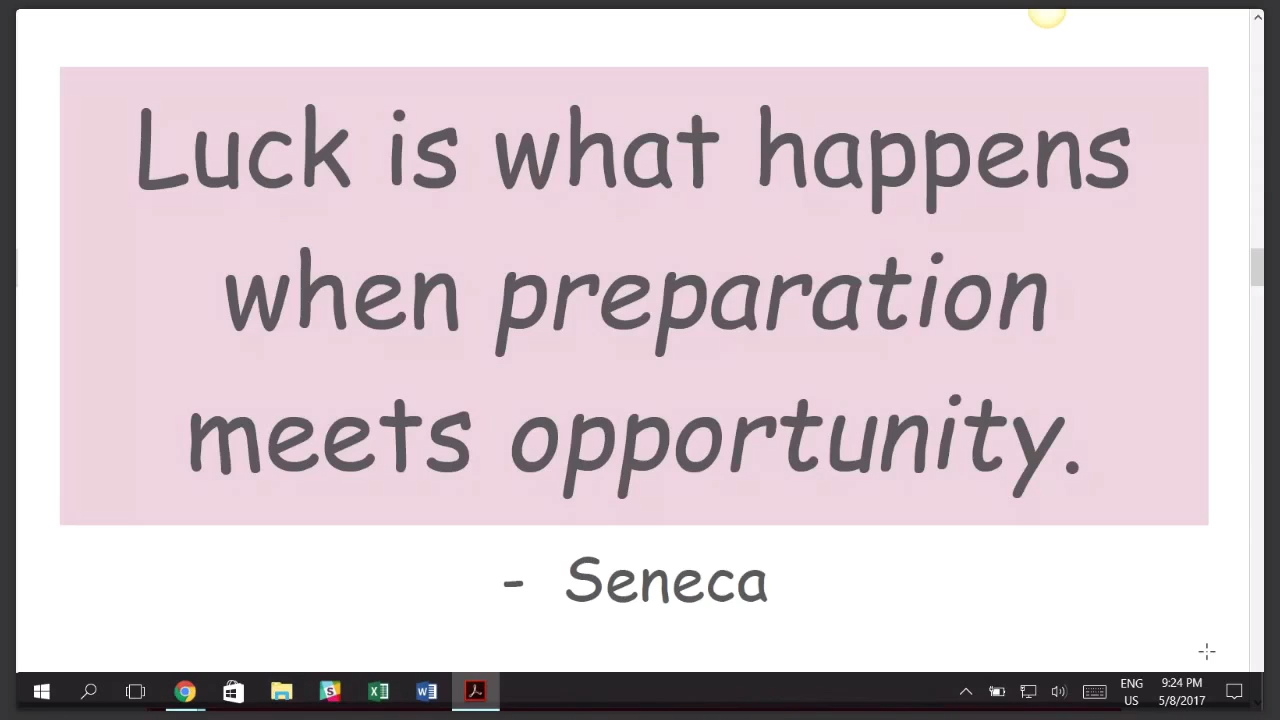 Luck is what happens
when preparation
meets opportunity.
- Seneca
ENG 9:24 PM
US 5/8/2017